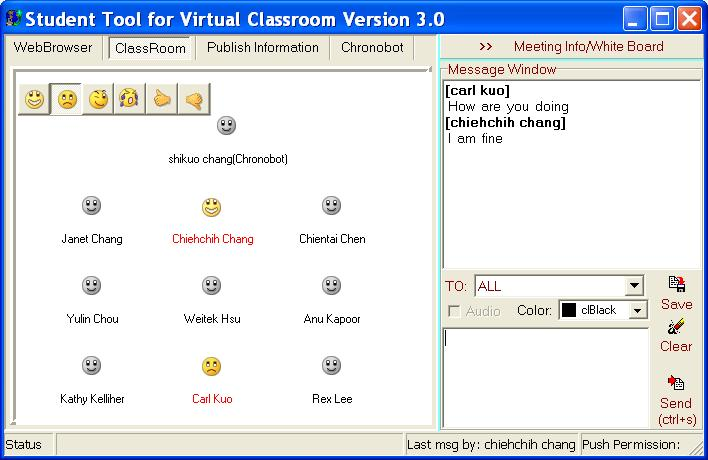 Student Tool for Virtual Classroom Version 3.0
WebBrowser ClassRoom Publish Information Chronobot
>> Meeting Info/White Board
shikuo chang(Chronobot)
Janet Chang Chiehchih Chang Chientai Chen
Yulin Chou Weitek Hsu Anu Kapoor
Kathy Kelliher Carl Kuo Rex Lee
Message Window
[carl kuo]
How are you doing
[chiehchih chang]
I am fine
TO: ALL
Audio Color: clBlack
Save
Clear
Send
(ctrl+s)
Status Last msg by: chiehchih chang Push Permission: